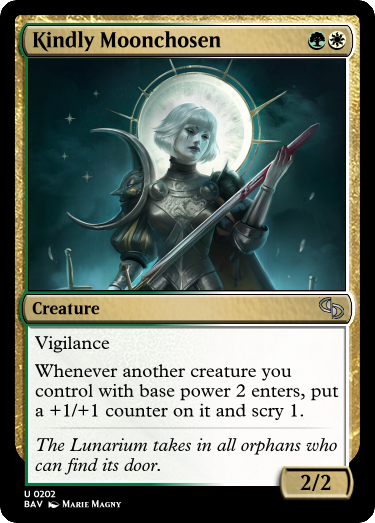 Kindly Moonchosen
Creature
Vigilance
Whenever another creature you
control with base power 2 enters, put
a +1/+1 counter on it and scry 1.
The Lunarium takes in all orphans who
can find its door.
2/2
U 0202
BAV Marie Magny